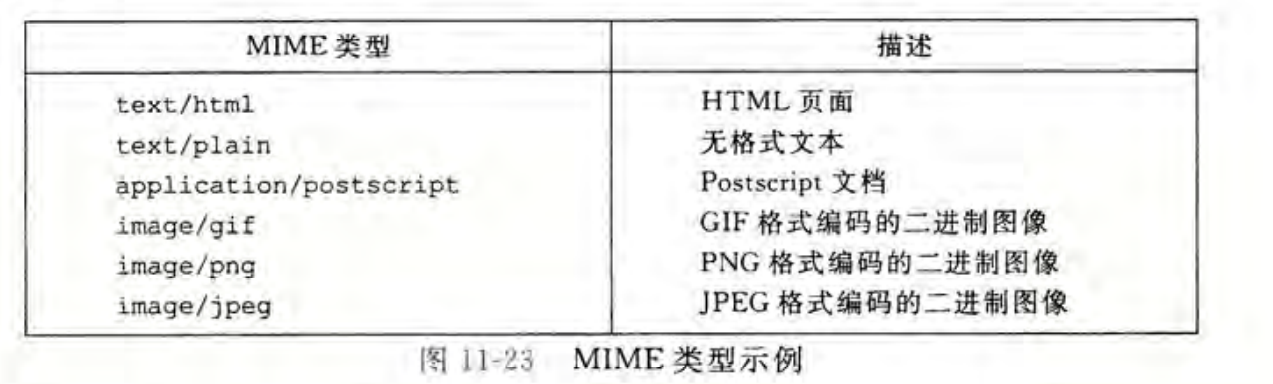 MIME 类型 描述
text/html HTML 页面
text/plain 无格式文本
application/postscript Postscript 文档
image/gif GIF 格式编码的二进制图像
image/png PNG 格式编码的二进制图像
image/jpeg JPEG 格式编码的二进制图像
图 11-23 MIME 类型示例